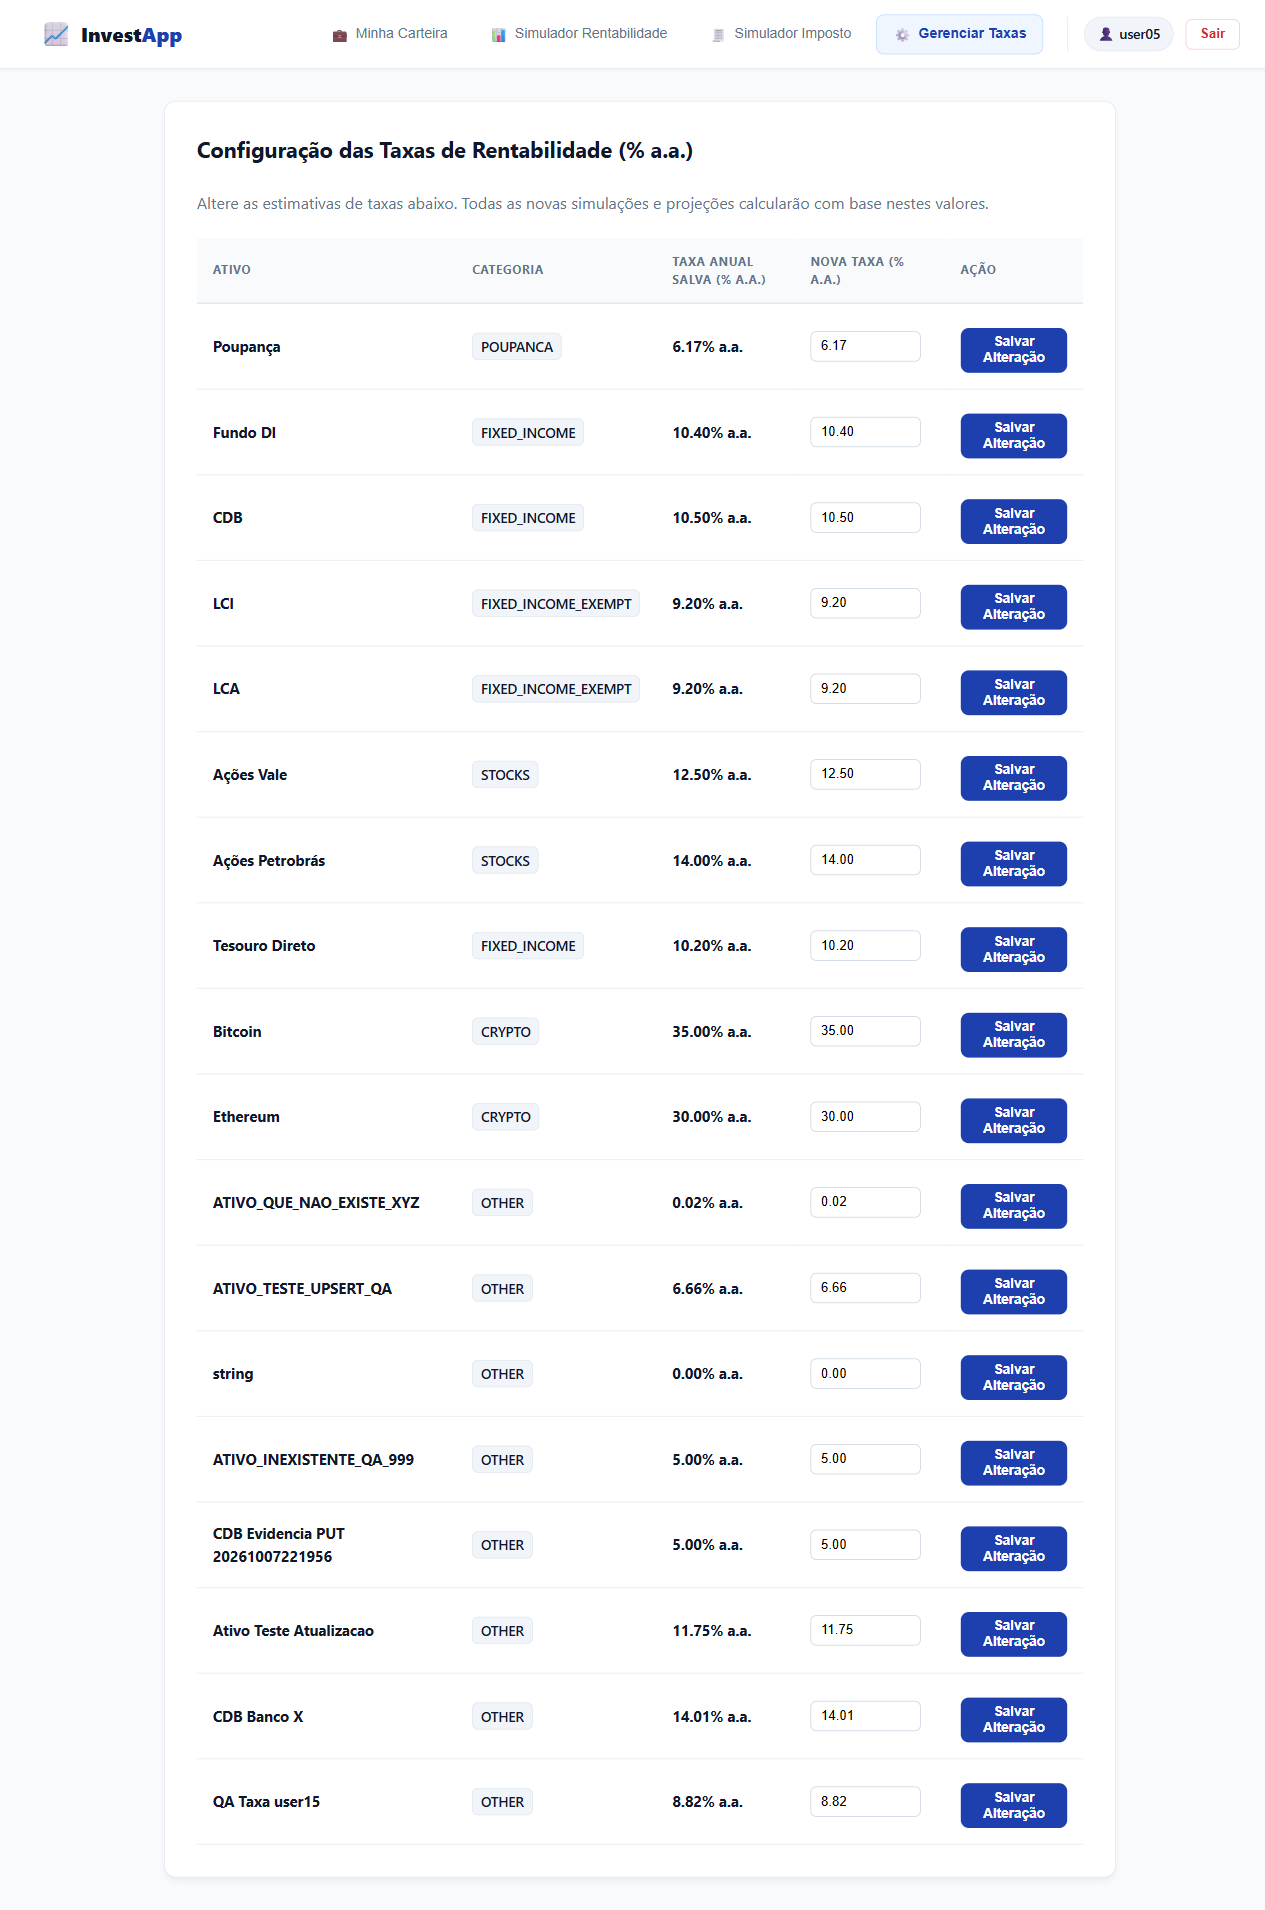 InvestApp
Minha Carteira
Simulador Rentabilidade
Simulador Imposto
Gerenciar Taxas
user05
Sair
Configuração das Taxas de Rentabilidade (% a.a.)
Altere as estimativas de taxas abaixo. Todas as novas simulações e projeções calcularão com base nestes valores.
ATIVO CATEGORIA TAXA ANUAL SALVA (% A.A.) NOVA TAXA (% A.A.) AÇÃO
Poupança POUPANCA 6.17% a.a. 6.17 Salvar Alteração
Fundo DI FIXED_INCOME 10.40% a.a. 10.40 Salvar Alteração
CDB FIXED_INCOME 10.50% a.a. 10.50 Salvar Alteração
LCI FIXED_INCOME_EXEMPT 9.20% a.a. 9.20 Salvar Alteração
LCA FIXED_INCOME_EXEMPT 9.20% a.a. 9.20 Salvar Alteração
Ações Vale STOCKS 12.50% a.a. 12.50 Salvar Alteração
Ações Petrobrás STOCKS 14.00% a.a. 14.00 Salvar Alteração
Tesouro Direto FIXED_INCOME 10.20% a.a. 10.20 Salvar Alteração
Bitcoin CRYPTO 35.00% a.a. 35.00 Salvar Alteração
Ethereum CRYPTO 30.00% a.a. 30.00 Salvar Alteração
ATIVO_QUE_NAO_EXISTE_XYZ OTHER 0.02% a.a. 0.02 Salvar Alteração
ATIVO_TESTE_UPSERT_QA OTHER 6.66% a.a. 6.66 Salvar Alteração
string OTHER 0.00% a.a. 0.00 Salvar Alteração
ATIVO_INEXISTENTE_QA_999 OTHER 5.00% a.a. 5.00 Salvar Alteração
CDB Evidencia PUT 20261007221956 OTHER 5.00% a.a. 5.00 Salvar Alteração
Ativo Teste Atualizacao OTHER 11.75% a.a. 11.75 Salvar Alteração
CDB Banco X OTHER 14.01% a.a. 14.01 Salvar Alteração
QA Taxa user15 OTHER 8.82% a.a. 8.82 Salvar Alteração